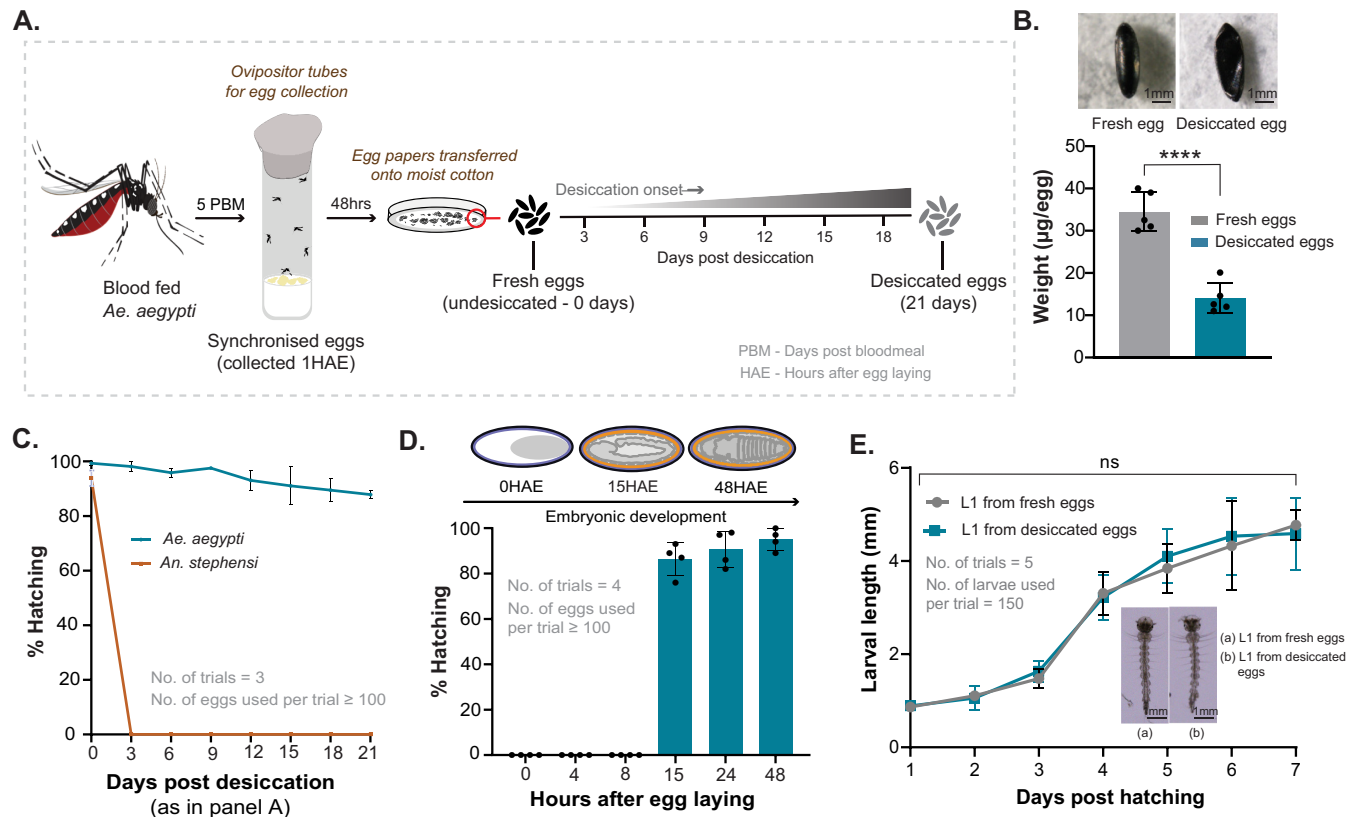 A.
Ovipositor tubes
for egg collection
Egg papers transferred
onto moist cotton
5 PBM
48hrs
Desiccation onset
3 6 9 12 15 18
Days post desiccation
Blood fed
Ae. aegypti
Synchronised eggs
(collected 1HAE)
Fresh eggs
(undesiccated - 0 days)
Desiccated eggs
(21 days)
PBM - Days post bloodmeal
HAE - Hours after egg laying
B.
1mm 1mm
Fresh egg Desiccated egg
Weight (µg/egg)
50
40
30
20
10
0
****
Fresh eggs
Desiccated eggs
C.
% Hatching
100
80
60
40
20
0
Ae. aegypti
An. stephensi
No. of trials = 3
No. of eggs used per trial ≥ 100
0 3 6 9 12 15 18 21
Days post desiccation
(as in panel A)
D.
0HAE 15HAE 48HAE
Embryonic development
% Hatching
100
80
60
40
20
0
No. of trials = 4
No. of eggs used
per trial ≥ 100
0 4 8 15 24 48
Hours after egg laying
E.
Larval length (mm)
6
4
2
0
ns
L1 from fresh eggs
L1 from desiccated eggs
No. of trials = 5
No. of larvae used
per trial = 150
(a) L1 from fresh eggs
(b) L1 from desiccated
eggs
mm 1mm
(a) (b)
1 2 3 4 5 6 7
Days post hatching